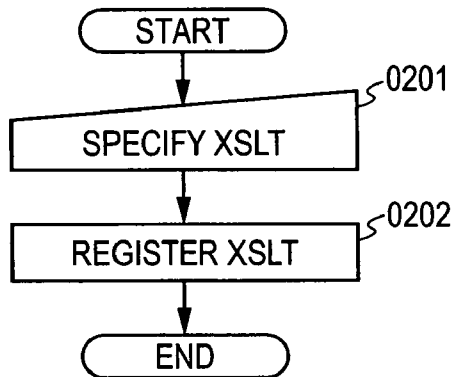 START
0201
SPECIFY XSLT
0202
REGISTER XSLT
END